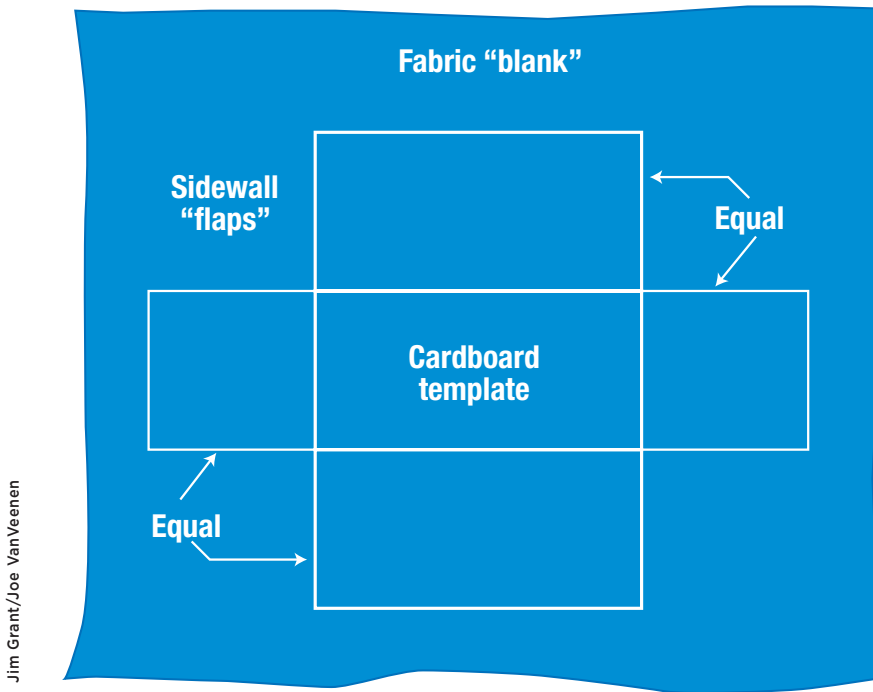 Fabric “blank”
Sidewall
“flaps”
Equal
Cardboard
template
Equal
Jim Grant/Joe VanVeenen